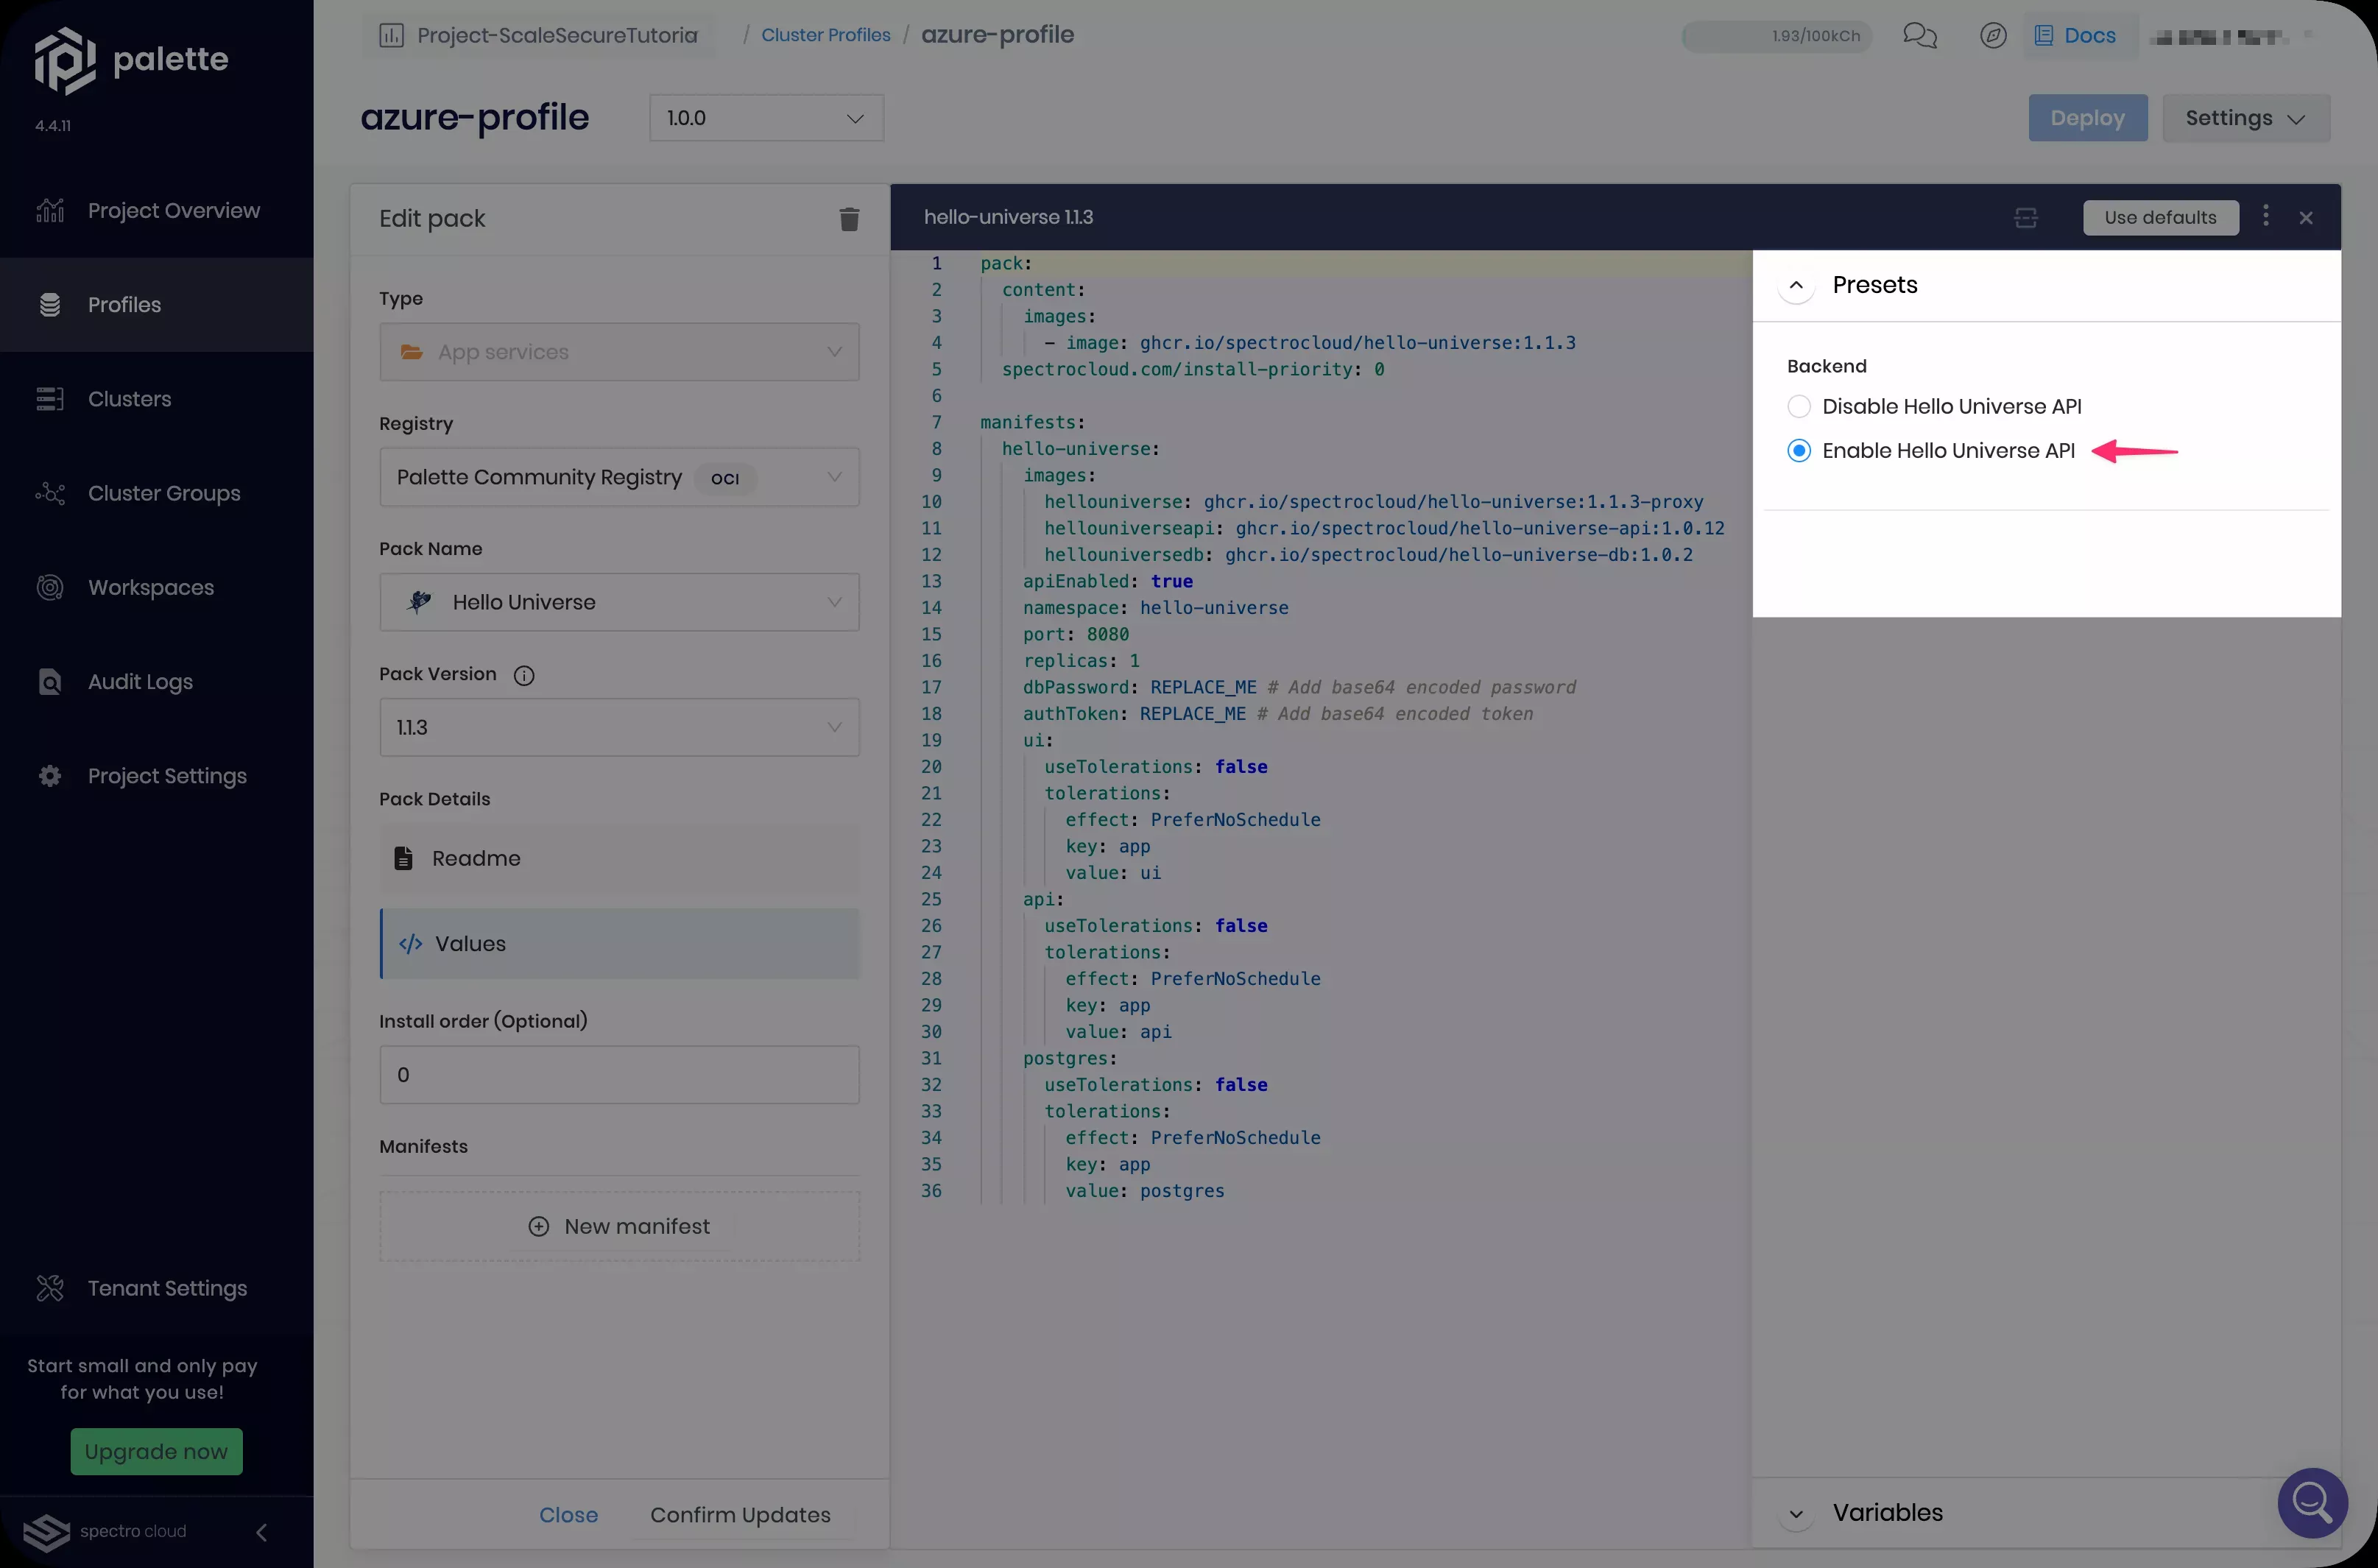 palette
4.4.11
Project Overview
Profiles
Clusters
Cluster Groups
Workspaces
Audit Logs
Project Settings
Tenant Settings
Start small and only pay
for what you use!
Upgrade now
spectro cloud
Project-ScaleSecureTutoria / Cluster Profiles / azure-profile
1.93/100kCh
Docs
azure-profile
1.0.0
Deploy
Settings
Edit pack
Type
App services
Registry
Palette Community Registry OCI
Pack Name
Hello Universe
Pack Version
1.1.3
Pack Details
Readme
Values
Install order (Optional)
0
Manifests
New manifest
Close
Confirm Updates
hello-universe 1.1.3
Use defaults
1 pack:
2   content:
3     images:
4       - image: ghcr.io/spectrocloud/hello-universe:1.1.3
5   spectrocloud.com/install-priority: 0
6
7 manifests:
8   hello-universe:
9     images:
10       hellouniverse: ghcr.io/spectrocloud/hello-universe:1.1.3-proxy
11       hellouniverseapi: ghcr.io/spectrocloud/hello-universe-api:1.0.12
12       hellouniversedb: ghcr.io/spectrocloud/hello-universe-db:1.0.2
13     apiEnabled: true
14     namespace: hello-universe
15     port: 8080
16     replicas: 1
17     dbPassword: REPLACE_ME # Add base64 encoded password
18     authToken: REPLACE_ME # Add base64 encoded token
19     ui:
20       useTolerations: false
21       tolerations:
22         effect: PreferNoSchedule
23         key: app
24         value: ui
25     api:
26       useTolerations: false
27       tolerations:
28         effect: PreferNoSchedule
29         key: app
30         value: api
31     postgres:
32       useTolerations: false
33       tolerations:
34         effect: PreferNoSchedule
35         key: app
36         value: postgres
Presets
Backend
Disable Hello Universe API
Enable Hello Universe API
Variables